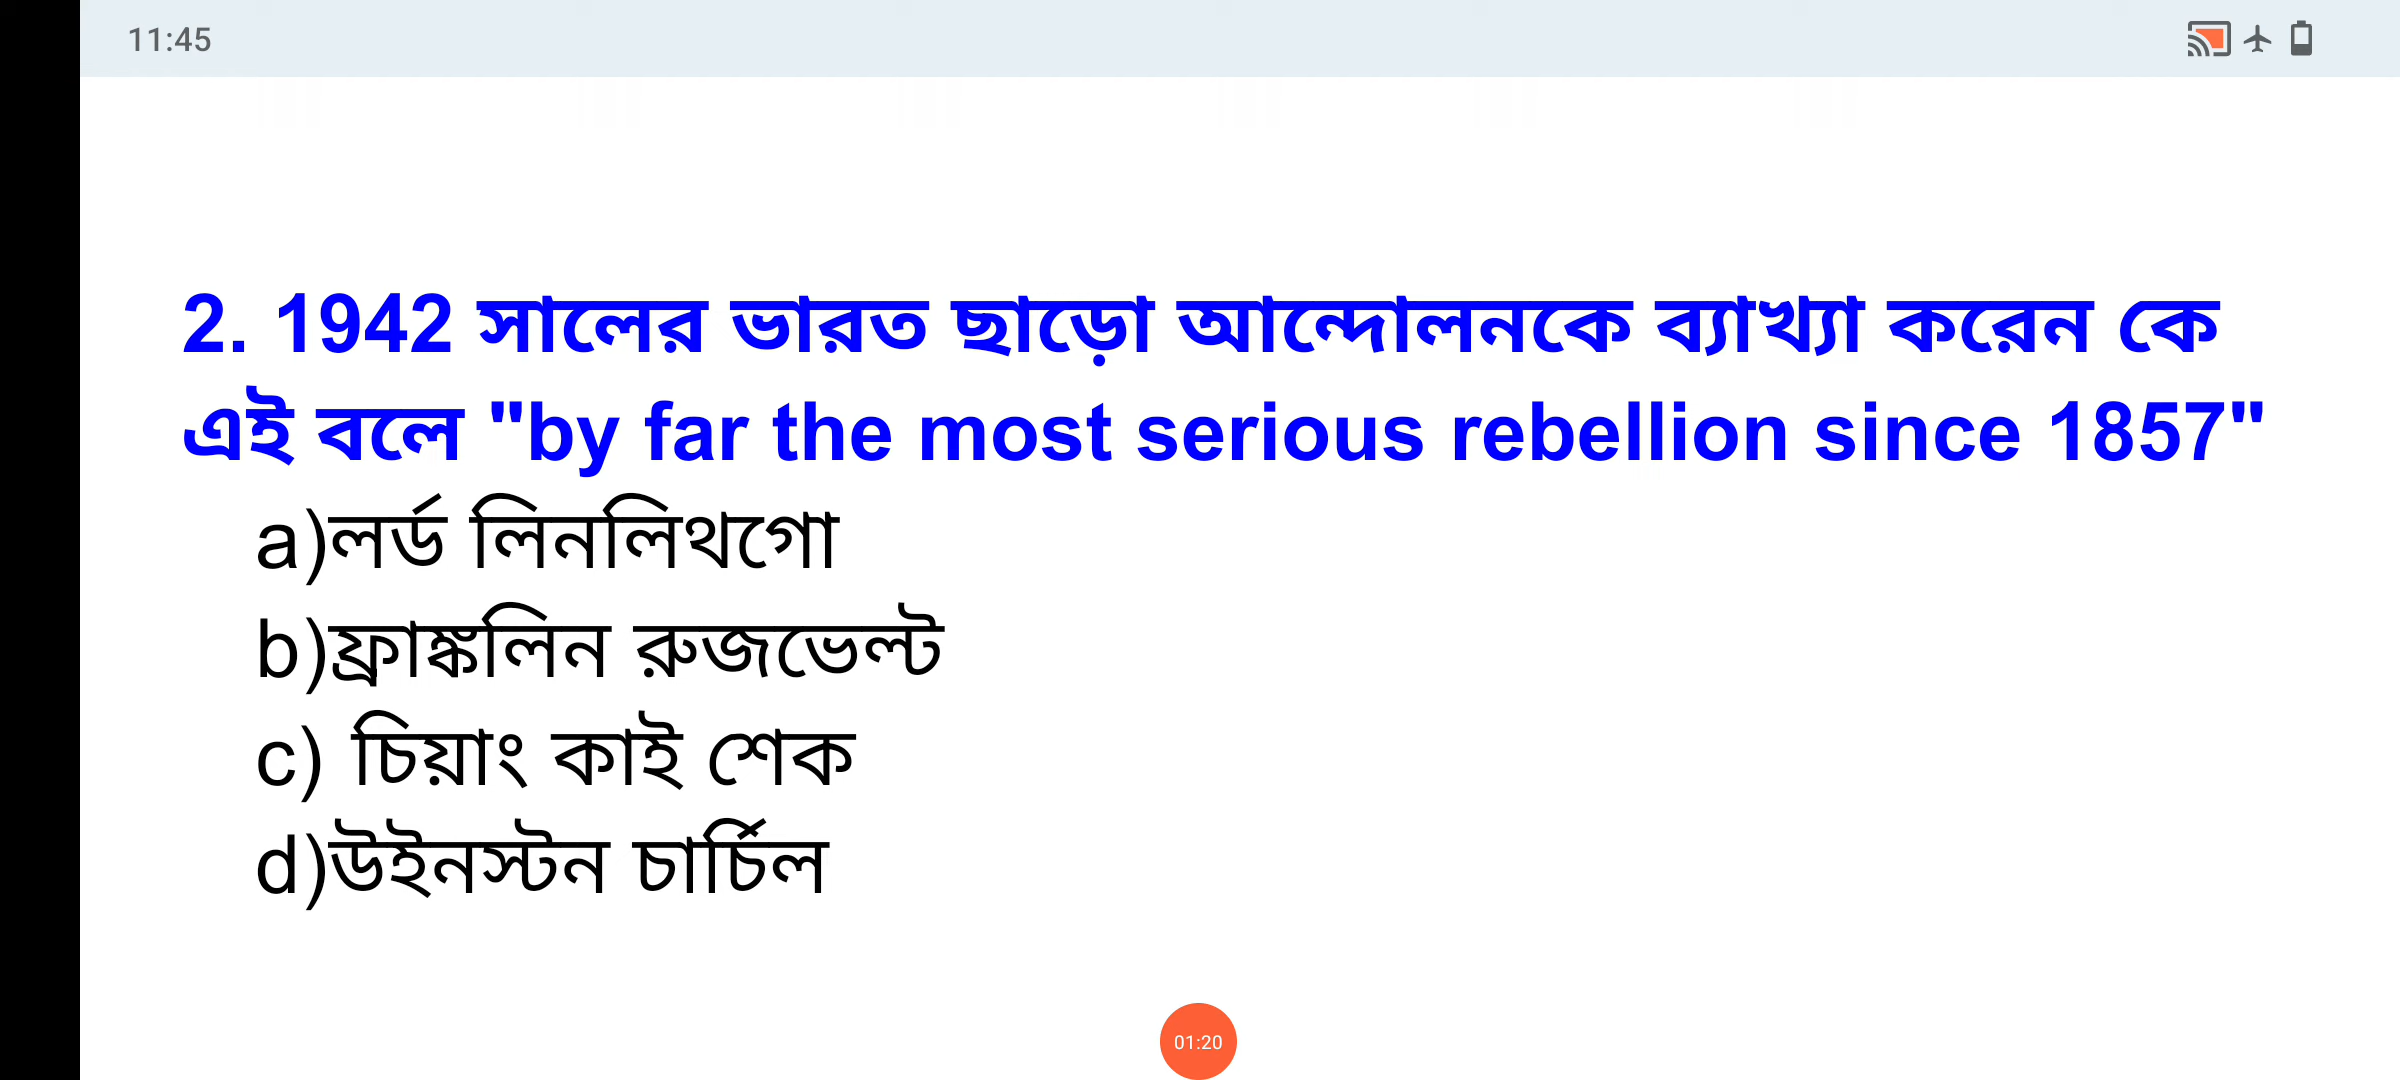 11:45
2. 1942 সালের ভারত ছাড়ো আন্দোলনকে ব্যাখ্যা করেন কে
এই বলে "by far the most serious rebellion since 1857"
a)লর্ড লিনলিথগো
b)ফ্রাঙ্কলিন রুজভেল্ট
c) চিয়াং কাই শেক
d)উইনস্টন চার্চিল
01:20